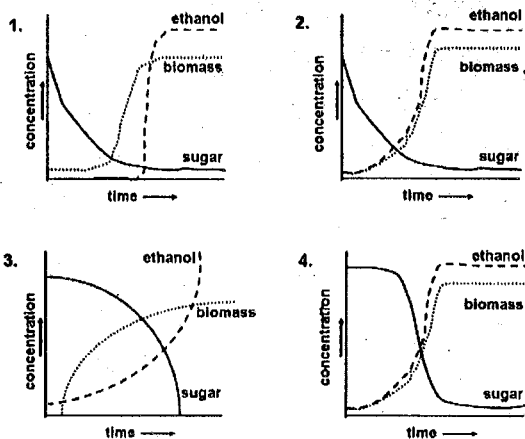 1.
ethanol
biomass
sugar
concentration
time
2.
ethanol
biomass
sugar
concentration
time
3.
ethanol
biomass
sugar
concentration
time
4.
ethanol
biomass
sugar
concentration
time